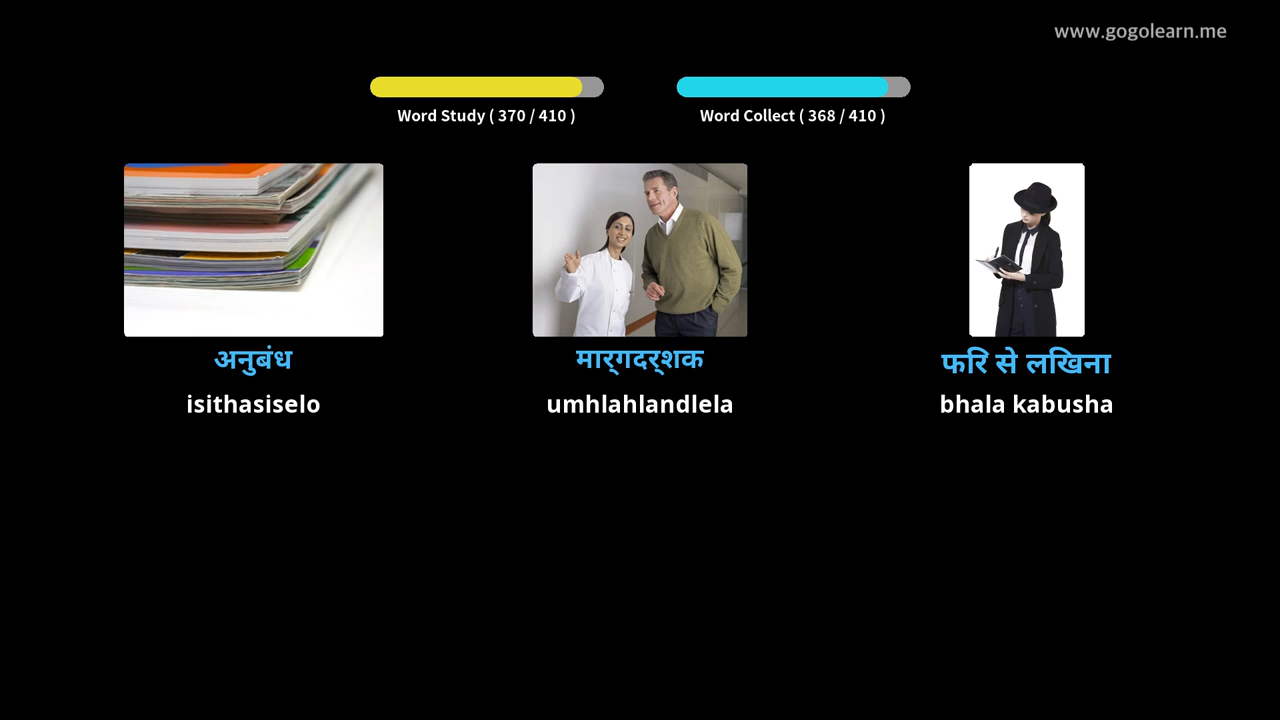 www.gogolearn.me
Word Study ( 370 / 410 )
Word Collect ( 368 / 410 )
अनुबंध
मार्‌गदर्‌शक
फरि से लखिना
isithasiselo
umhlahlandlela
bhala kabusha